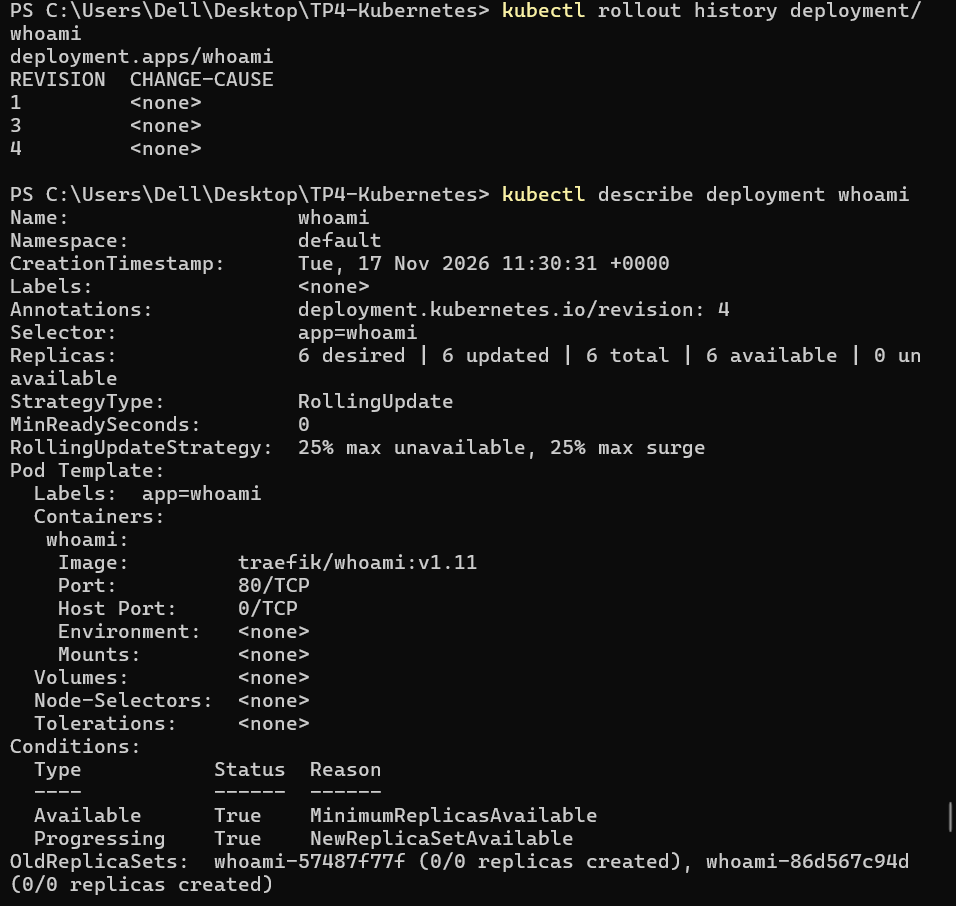 PS C:\Users\Dell\Desktop\TP4-Kubernetes> kubectl rollout history deployment/
whoami
deployment.apps/whoami
REVISION  CHANGE-CAUSE
1         <none>
3         <none>
4         <none>

PS C:\Users\Dell\Desktop\TP4-Kubernetes> kubectl describe deployment whoami
Name:                   whoami
Namespace:              default
CreationTimestamp:      Tue, 17 Nov 2026 11:30:31 +0000
Labels:                 <none>
Annotations:            deployment.kubernetes.io/revision: 4
Selector:               app=whoami
Replicas:               6 desired | 6 updated | 6 total | 6 available | 0 un
available
StrategyType:           RollingUpdate
MinReadySeconds:        0
RollingUpdateStrategy:  25% max unavailable, 25% max surge
Pod Template:
  Labels:  app=whoami
  Containers:
   whoami:
    Image:         traefik/whoami:v1.11
    Port:          80/TCP
    Host Port:     0/TCP
    Environment:   <none>
    Mounts:        <none>
  Volumes:         <none>
  Node-Selectors:  <none>
  Tolerations:     <none>
Conditions:
  Type           Status  Reason
  ----           ------  ------
  Available      True    MinimumReplicasAvailable
  Progressing    True    NewReplicaSetAvailable
OldReplicaSets:  whoami-57487f77f (0/0 replicas created), whoami-86d567c94d
(0/0 replicas created)